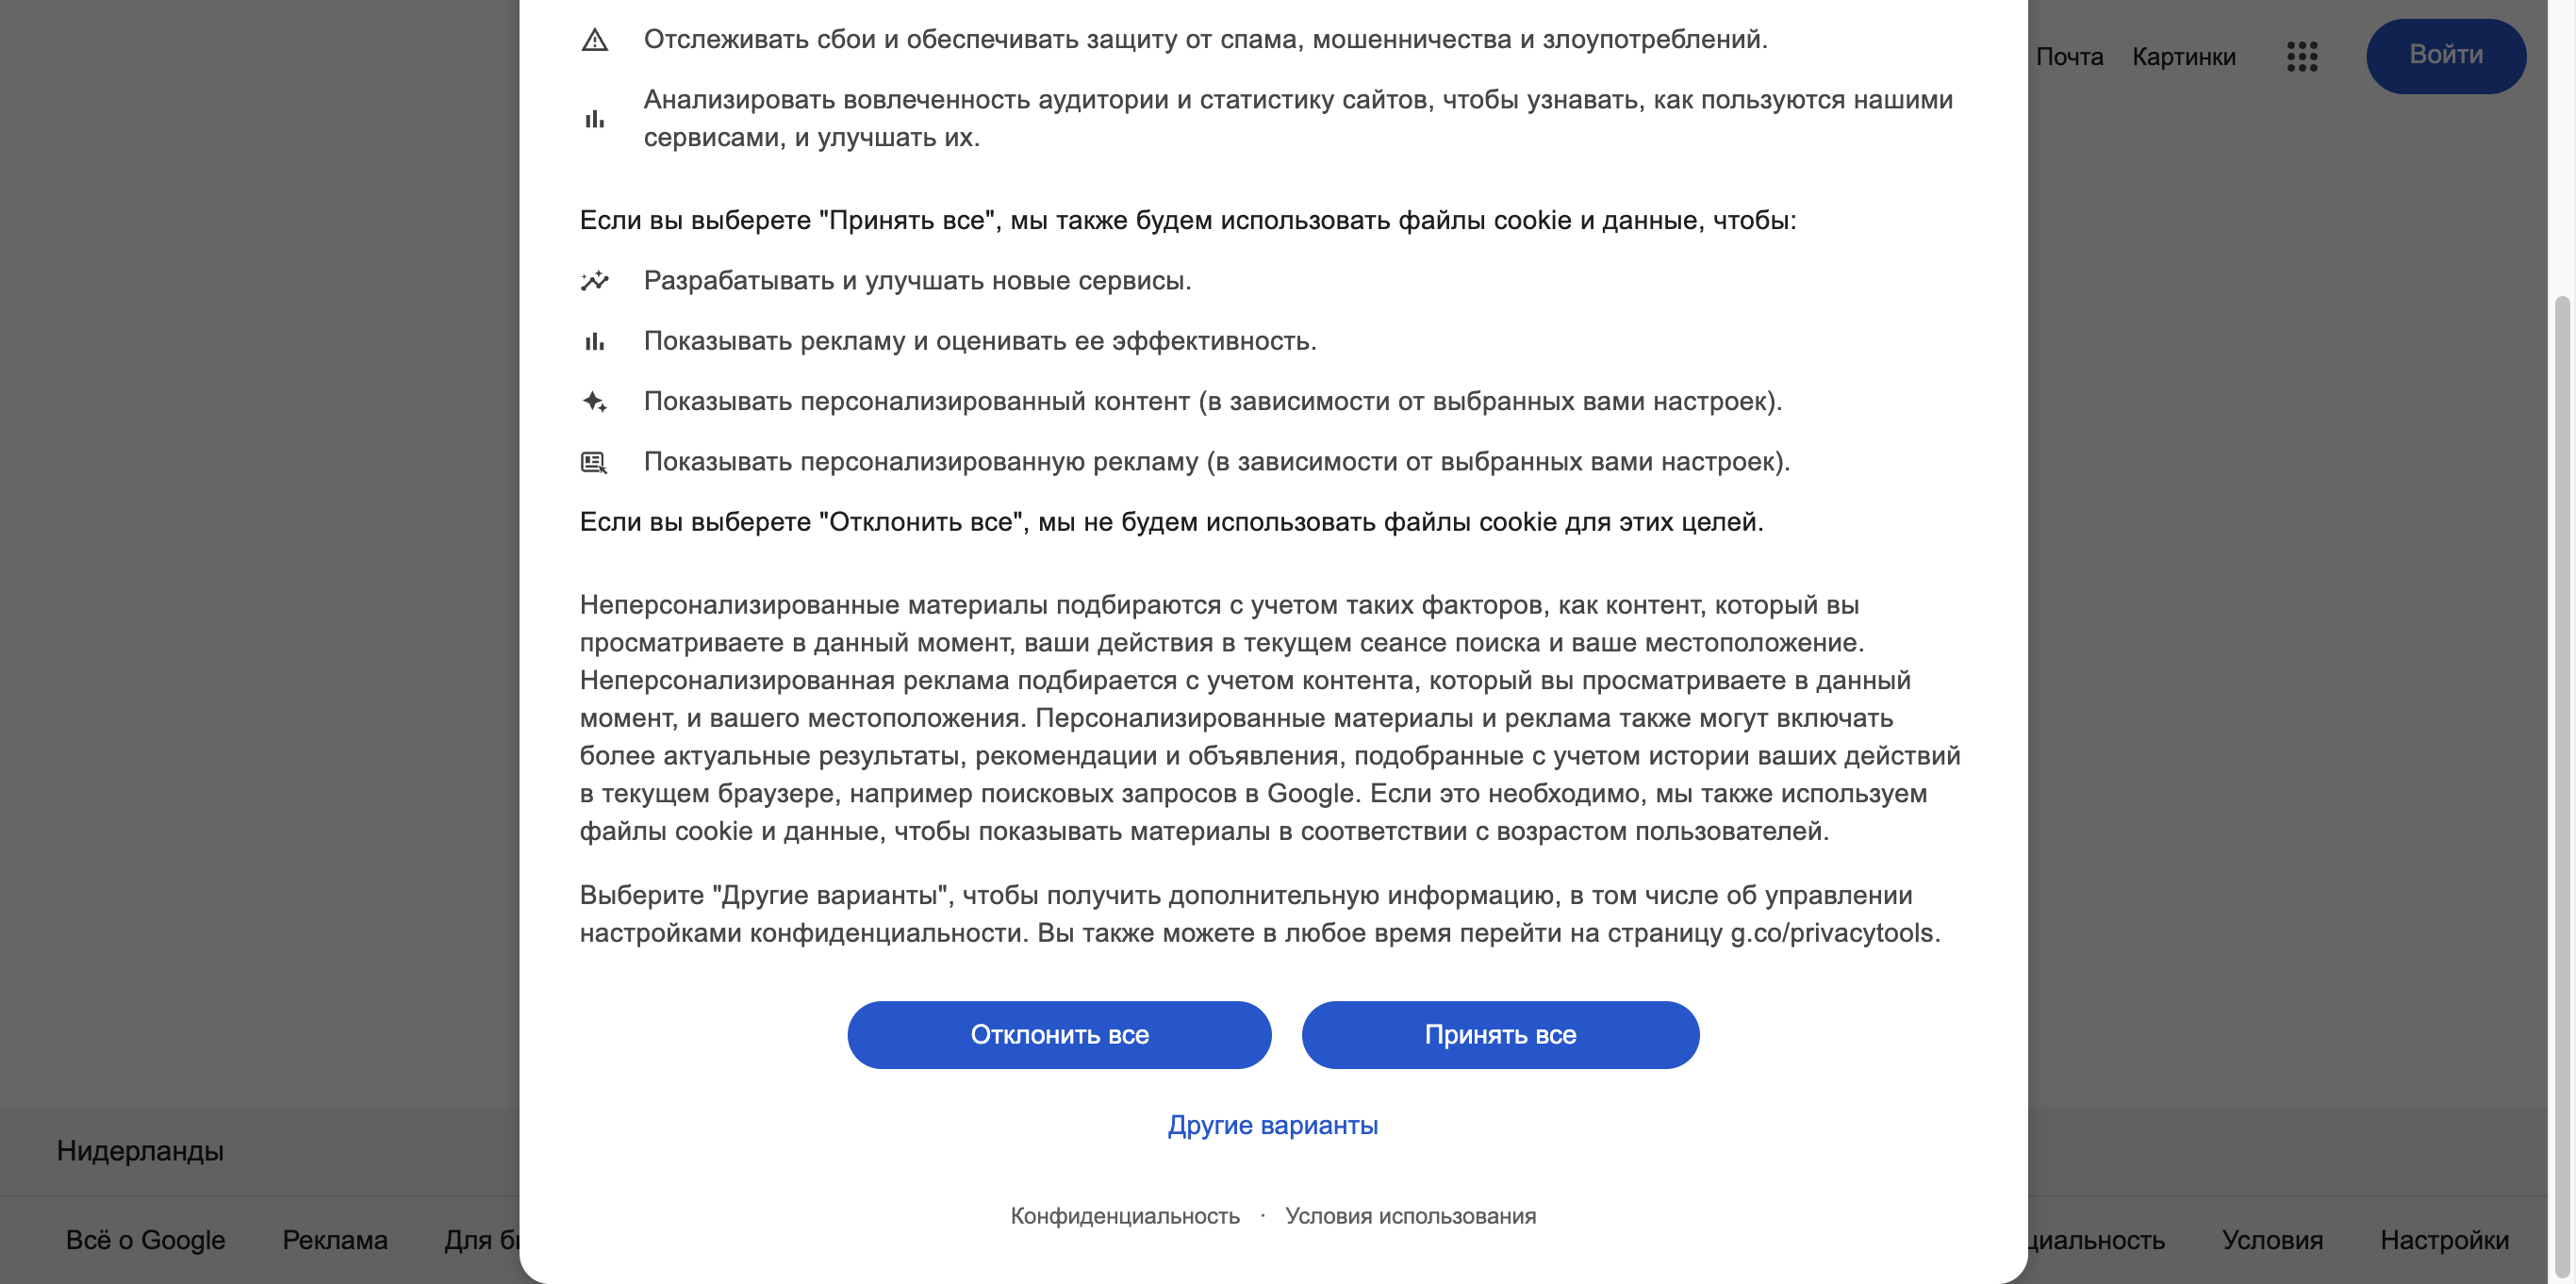 Почта Картинки Войти
Отслеживать сбои и обеспечивать защиту от спама, мошенничества и злоупотреблений.
Анализировать вовлеченность аудитории и статистику сайтов, чтобы узнавать, как пользуются нашими
сервисами, и улучшать их.
Если вы выберете "Принять все", мы также будем использовать файлы cookie и данные, чтобы:
Разрабатывать и улучшать новые сервисы.
Показывать рекламу и оценивать ее эффективность.
Показывать персонализированный контент (в зависимости от выбранных вами настроек).
Показывать персонализированную рекламу (в зависимости от выбранных вами настроек).
Если вы выберете "Отклонить все", мы не будем использовать файлы cookie для этих целей.
Неперсонализированные материалы подбираются с учетом таких факторов, как контент, который вы
просматриваете в данный момент, ваши действия в текущем сеансе поиска и ваше местоположение.
Неперсонализированная реклама подбирается с учетом контента, который вы просматриваете в данный
момент, и вашего местоположения. Персонализированные материалы и реклама также могут включать
более актуальные результаты, рекомендации и объявления, подобранные с учетом истории ваших действий
в текущем браузере, например поисковых запросов в Google. Если это необходимо, мы также используем
файлы cookie и данные, чтобы показывать материалы в соответствии с возрастом пользователей.
Выберите "Другие варианты", чтобы получить дополнительную информацию, в том числе об управлении
настройками конфиденциальности. Вы также можете в любое время перейти на страницу g.co/privacytools.
Отклонить все Принять все
Другие варианты
Конфиденциальность · Условия использования
Нидерланды
Всё о Google Реклама Для Условия Настройки